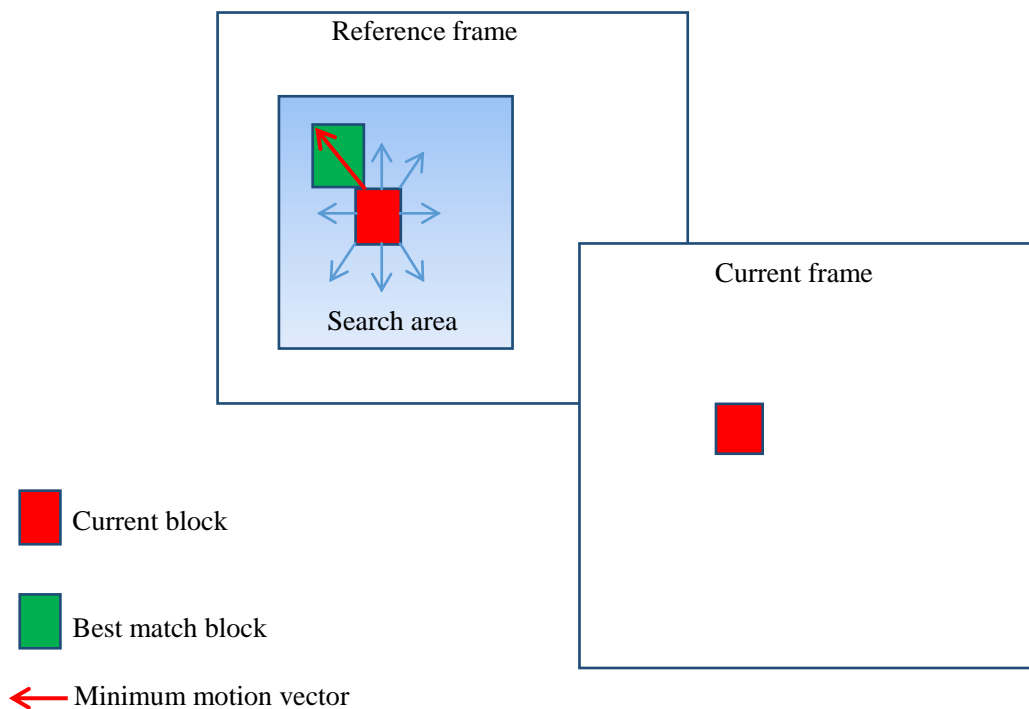 Reference frame
Search area
Current frame
Current block
Best match block
Minimum motion vector